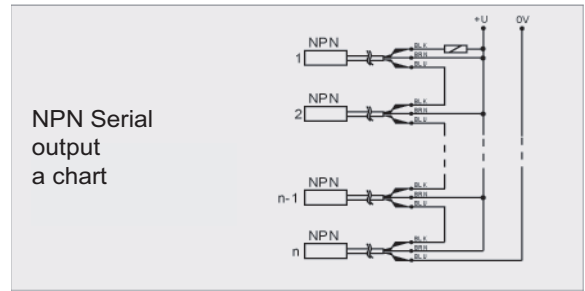 +U 0V
NPN
1
BLK
BRN
BLU
NPN
2
BLK
BRN
BLU
NPN Serial
output
a chart
NPN
n-1
BLK
BRN
BLU
NPN
n
BLK
BRN
BLU